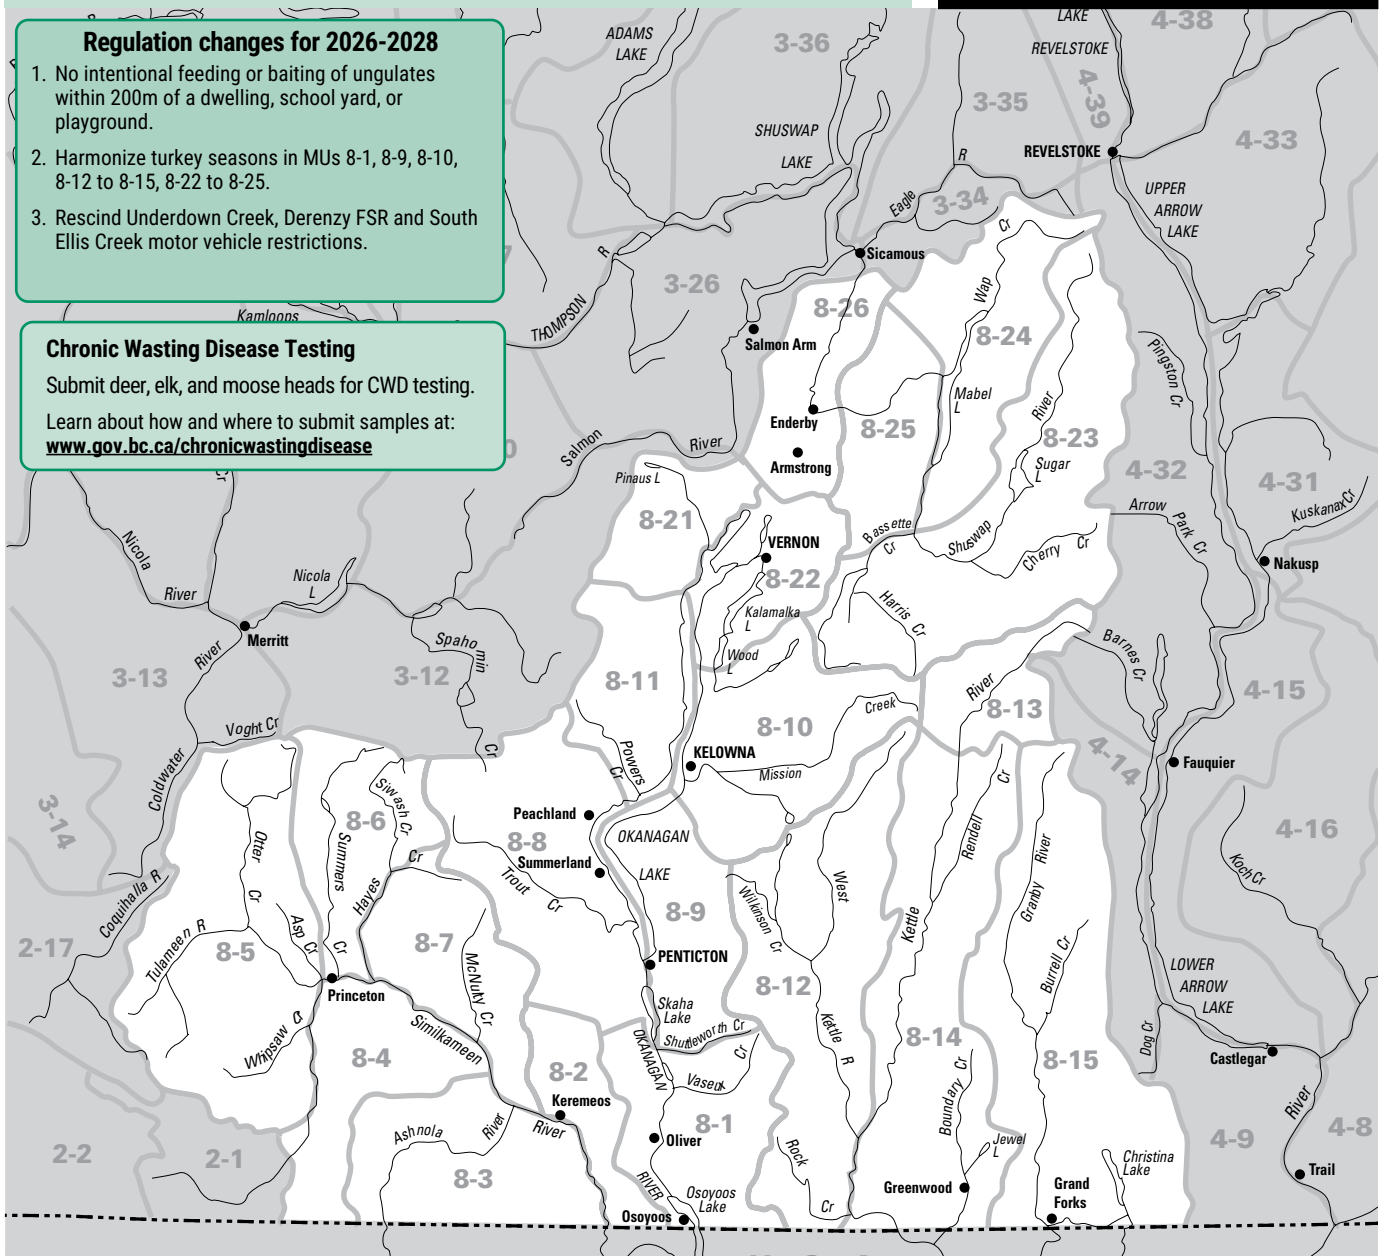 Regulation changes for 2026-2028
1. No intentional feeding or baiting of ungulates
within 200m of a dwelling, school yard, or
playground.
2. Harmonize turkey seasons in MUs 8-1, 8-9, 8-10,
8-12 to 8-15, 8-22 to 8-25.
3. Rescind Underdown Creek, Derenzy FSR and South
Ellis Creek motor vehicle restrictions.
Chronic Wasting Disease Testing
Submit deer, elk, and moose heads for CWD testing.
Learn about how and where to submit samples at:
www.gov.bc.ca/chronicwastingdisease
ADAMS
LAKE
3-36
LAKE
REVELSTOKE
4-38
4-39
3-35
4-33
SHUSWAP
LAKE
R
REVELSTOKE
Eagle
3-34
UPPER
ARROW
LAKE
Cr
Sicamous
R
3-26
THOMPSON
Kamloops
8-26
Wap
8-23
8-24
Salmon Arm
Pingston Cr
Mabel
L
River
Enderby
8-25
8-23
Salmon
River
Armstrong
Sugar
L
4-32
4-31
Pinaus L
Kuskanax Cr
Arrow
Park Cr
8-21
Bassette
Cr
Shuswap
Cherry Cr
VERNON
8-22
Nakusp
Cr
Nicola
River
Nicola
L
Merritt
Harris Cr
Kalamalka
L
Wood
L
Spahomin
Cr
River
3-13
3-12
8-11
Barnes Cr
4-15
River
8-13
8-10
Creek
Voght Cr
Coldwater
Powers
Cr
KELOWNA
Mission
4-14
Fauquier
3-14
Siwash Cr
8-6
Peachland
8-8
OKANAGAN
LAKE
Rendell
Cr
4-16
Otter
Cr
Summers
Cr
Cr
Hayes
Summerland
Trout
Cr
River
Granby
Koch Cr
Coquihalla R
West
Wilkinson Cr
8-9
Kettle
2-17
Tulameen R
8-5
Asp Cr
8-7
McNulty Cr
PENTICTON
Burrell Cr
LOWER
ARROW
LAKE
Princeton
8-12
Skaha
Lake
Whipsaw Cr
Similkameen
Shuttleworth Cr
Kettle R
8-14
Dog Cr
8-4
8-2
OKANAGAN
Cr
Vaseux
8-15
Castlegar
Boundary Cr
Keremeos
River
River
Ashnola
8-1
Oliver
River
4-8
4-9
2-2
2-1
8-3
Rock
Cr
Jewel
L
Christina
Lake
Trail
RIVER
Osoyoos
Lake
Greenwood
Grand
Forks
Osoyoos